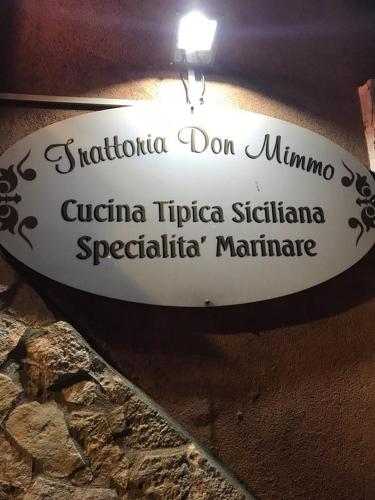 Trattoria Don Mimmo
Cucina Tipica Siciliana
Specialita' Marinare